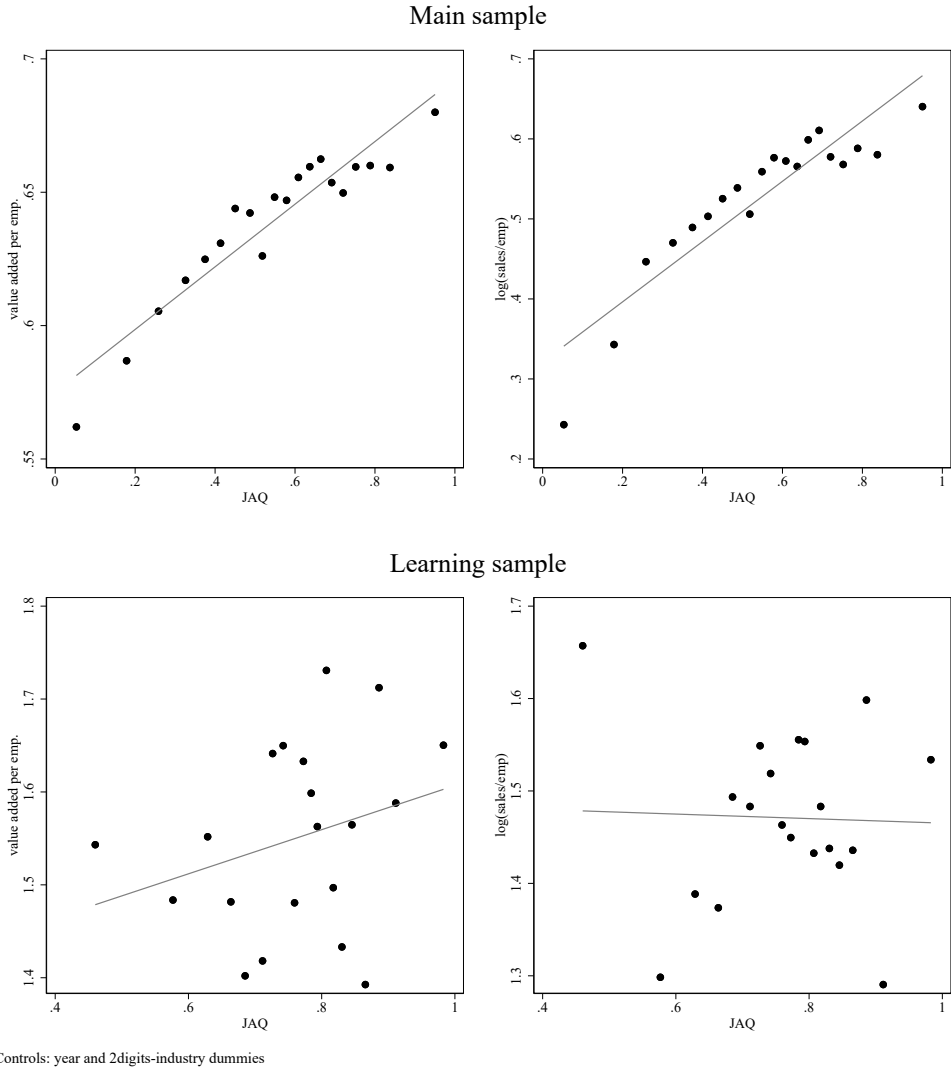 Main sample
.7
.65
.6
.55
value added per emp.
0 .2 .4 .6 .8 1
JAQ
.7
.6
.5
.4
.3
.2
log(sales/emp)
0 .2 .4 .6 .8 1
JAQ
Learning sample
1.8
1.7
1.6
1.5
1.4
value added per emp.
.4 .6 .8 1
JAQ
1.7
1.6
1.5
1.4
1.3
log(sales/emp)
.4 .6 .8 1
JAQ
Controls: year and 2digits-industry dummies